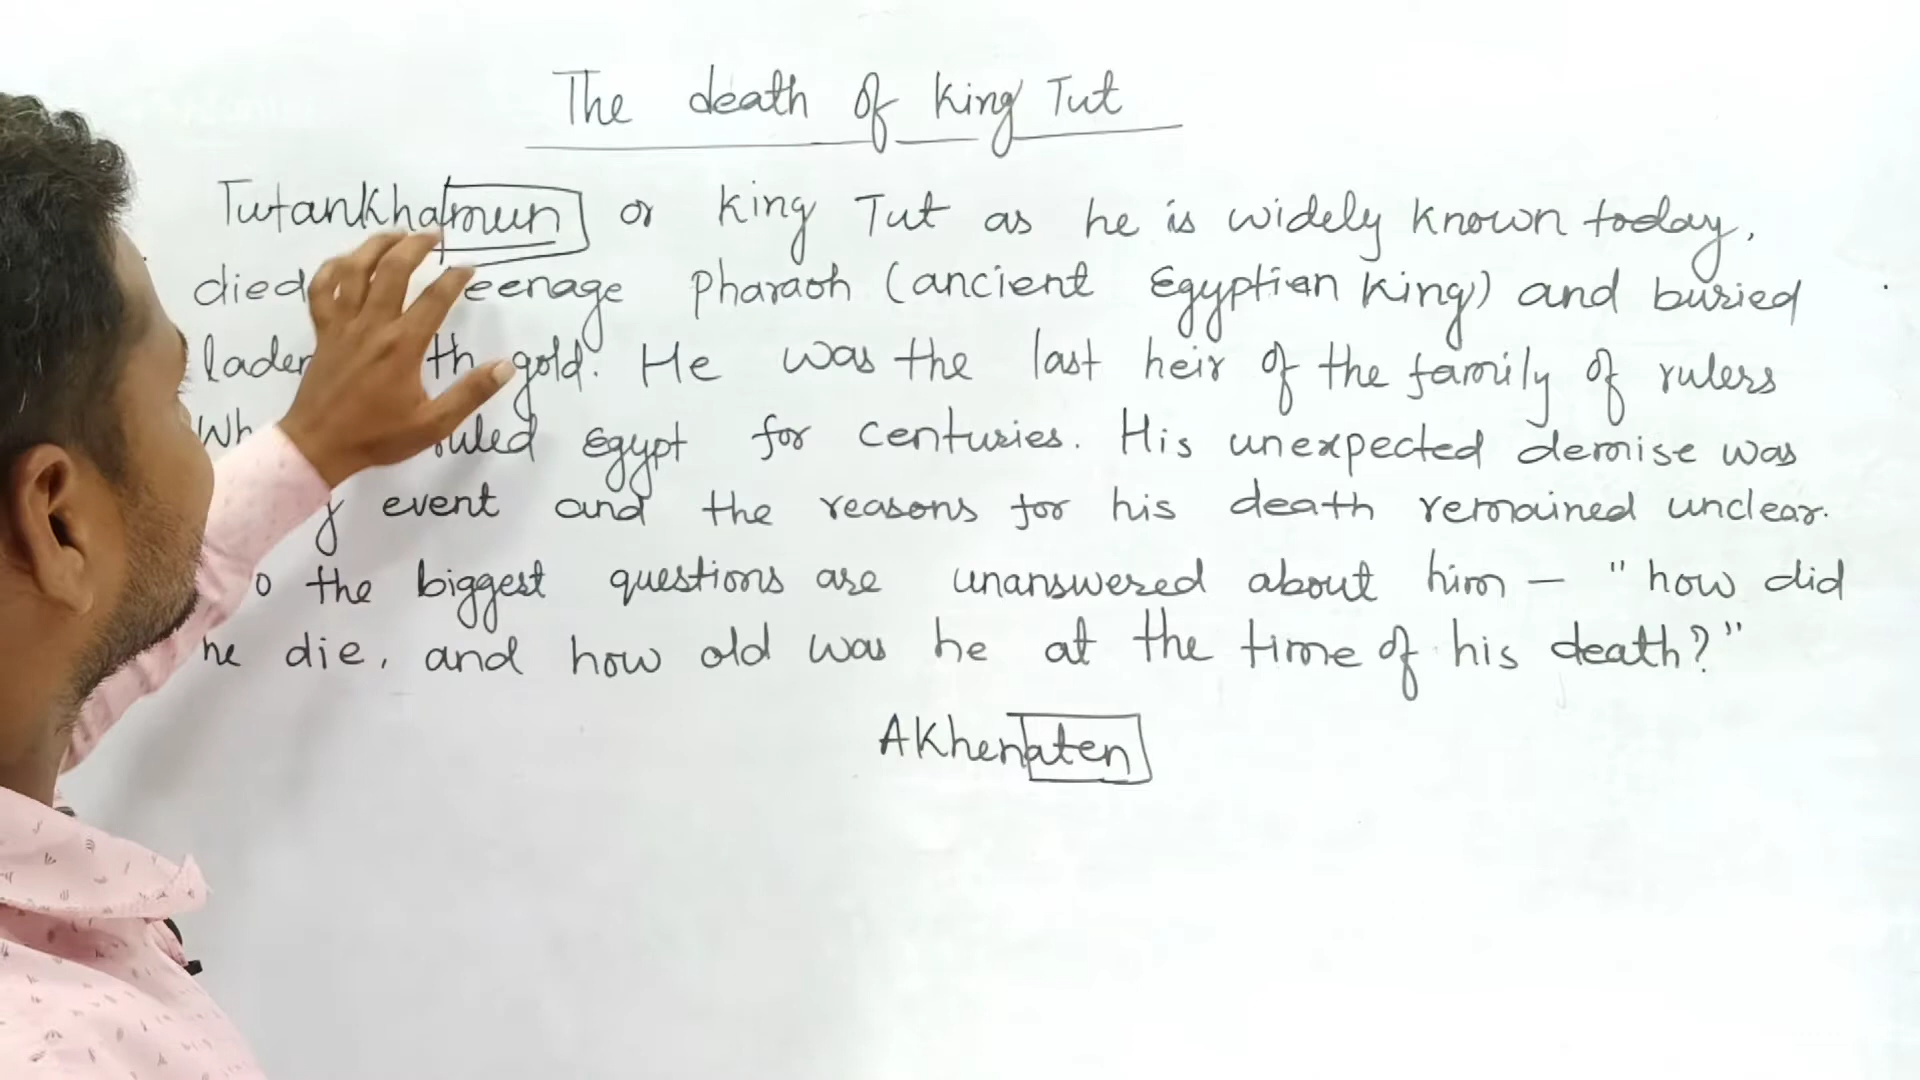 The death of King Tut
Tutankhamun or King Tut as he is widely known today,
died teenage Pharaoh (ancient Egyptian King) and buried
laden gold. He was the last heir of the family of rulers
ruled Egypt for centuries. His unexpected demise was
event and the reasons for his death remained unclear.
the biggest questions are unanswered about him - "how did
he die, and how old was he at the time of his death?"
AKhenaten